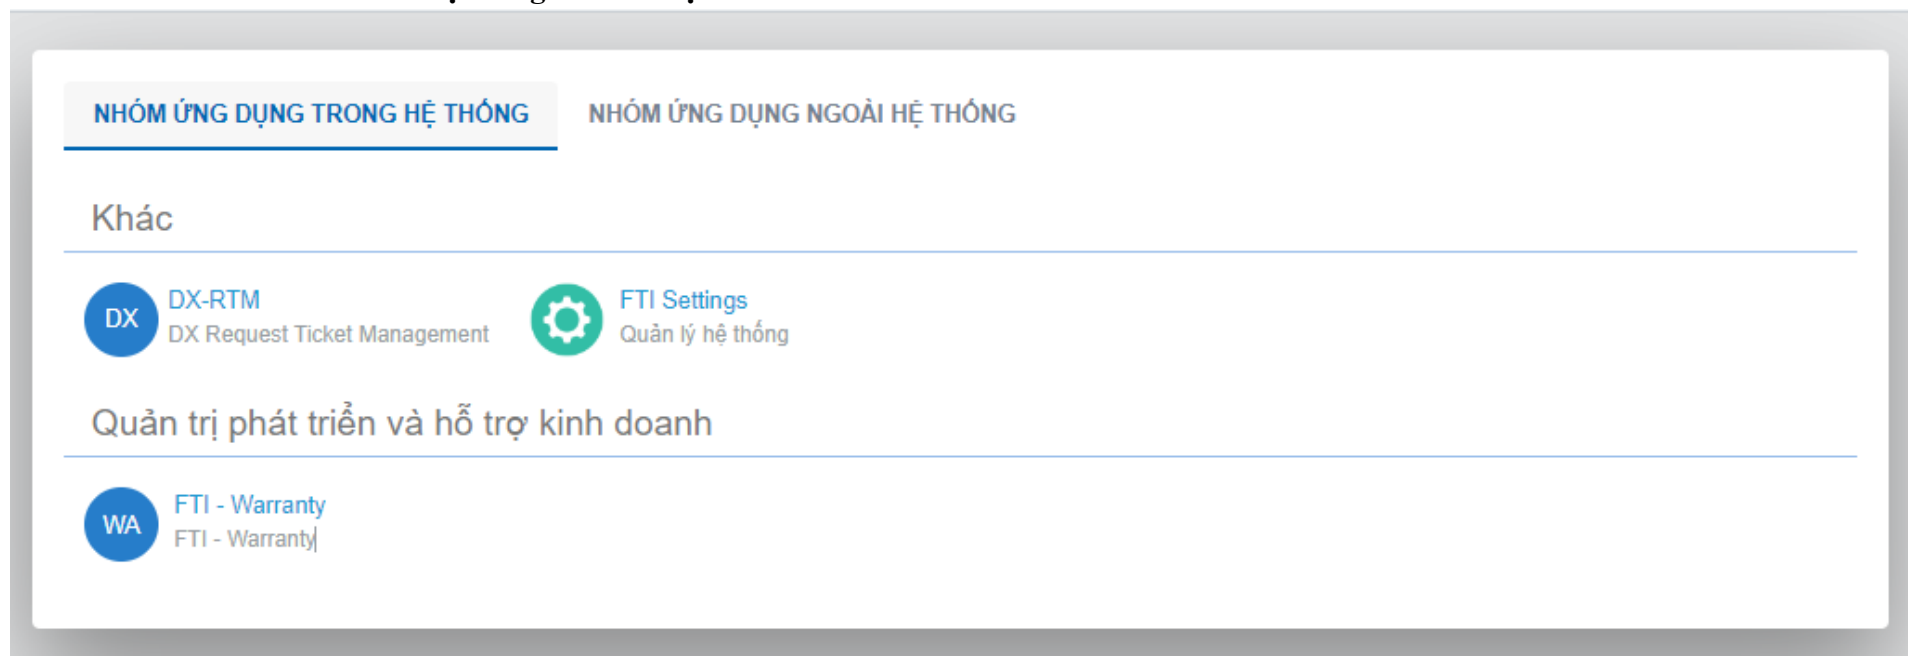 NHÓM ỨNG DỤNG TRONG HỆ THỐNG
NHÓM ỨNG DỤNG NGOÀI HỆ THỐNG
Khác
DX
DX-RTM
DX Request Ticket Management
FTI Settings
Quản lý hệ thống
Quản trị phát triển và hỗ trợ kinh doanh
WA
FTI - Warranty
FTI - Warranty